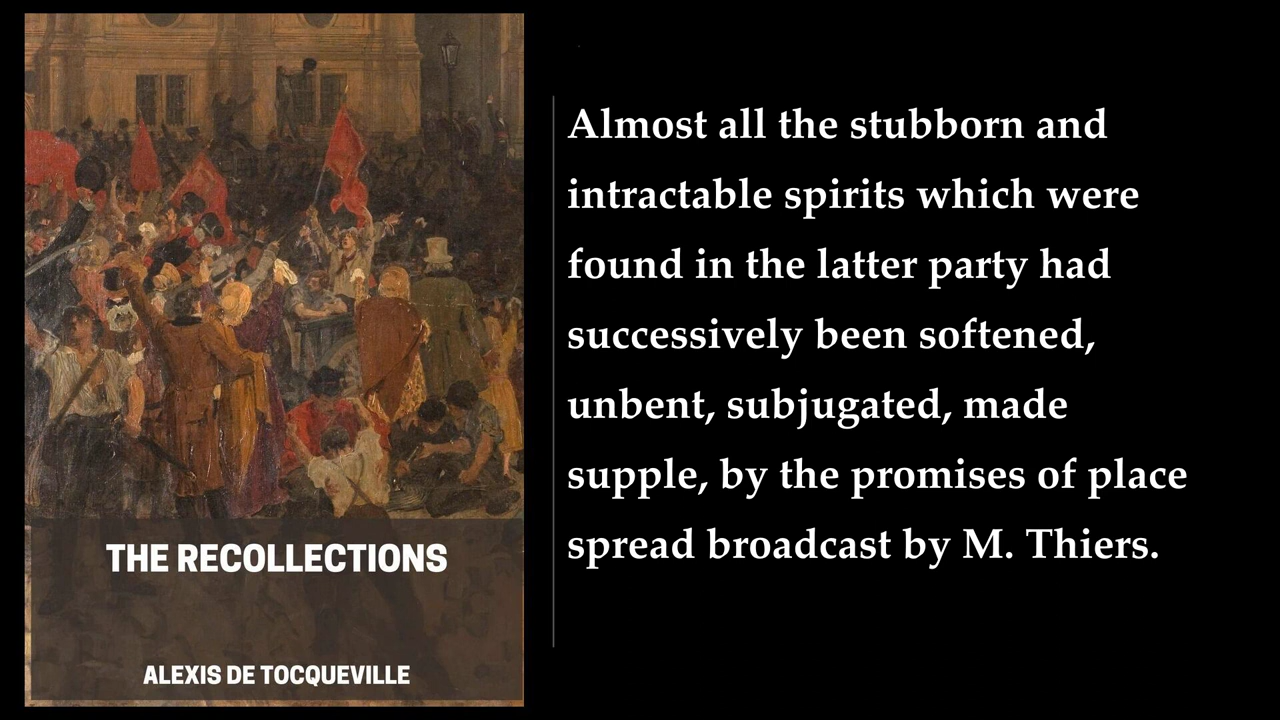 THE RECOLLECTIONS
ALEXIS DE TOCQUEVILLE
Almost all the stubborn and
intractable spirits which were
found in the latter party had
successively been softened,
unbent, subjugated, made
supple, by the promises of place
spread broadcast by M. Thiers.